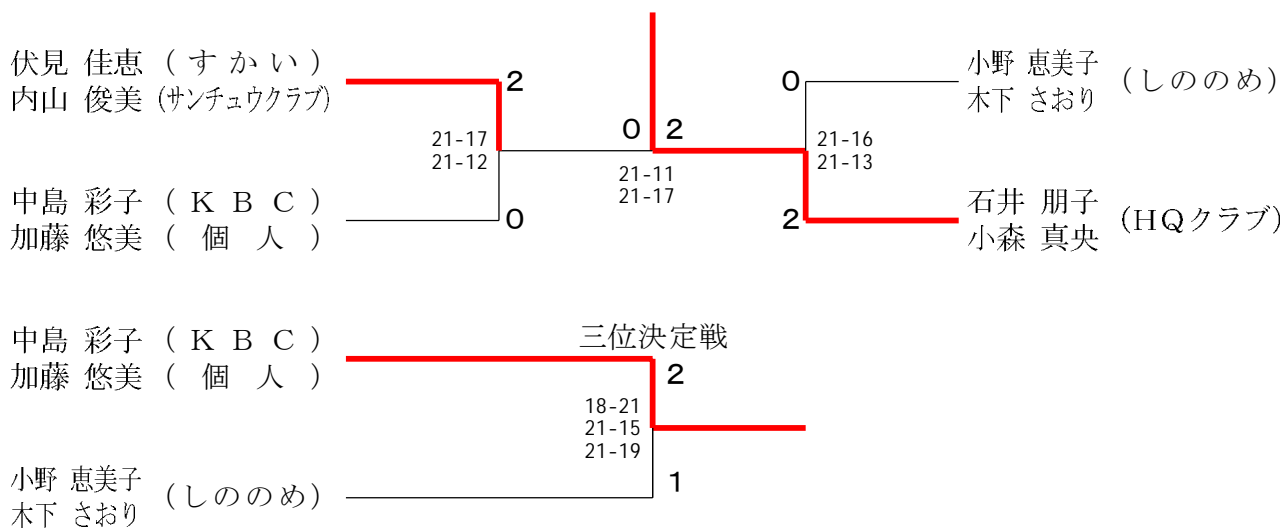 伏見 佳恵 ( す か い )
内山 俊美 (サンチュウクラブ)
2
21-17
21-12
中島 彩子 ( K B C )
加藤 悠美 ( 個 人 )
0
0 2
21-11
21-17
0
小野 恵美子
木下 さおり
(しののめ)
21-16
21-13
2
石井 朋子
小森 真央
(HQクラブ)
三位決定戦
中島 彩子 ( K B C )
加藤 悠美 ( 個 人 )
2
18-21
21-15
21-19
小野 恵美子
木下 さおり
(しののめ)
1